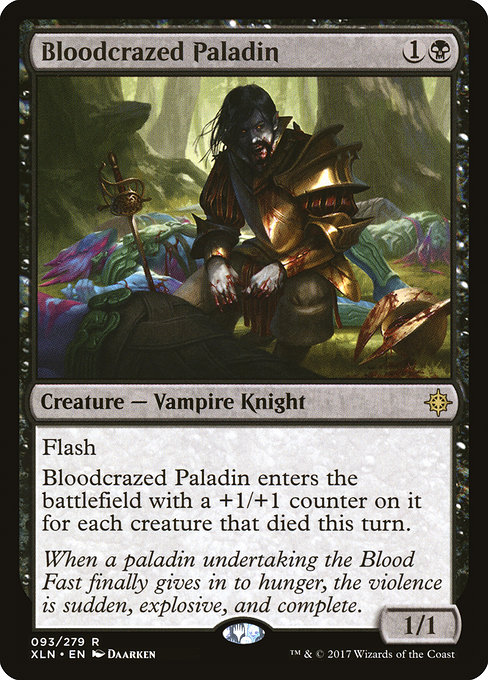 Bloodcrazed Paladin 1
Creature — Vampire Knight
Flash
Bloodcrazed Paladin enters the
battlefield with a +1/+1 counter on it
for each creature that died this turn.
When a paladin undertaking the Blood
Fast finally gives in to hunger, the violence
is sudden, explosive, and complete.
1/1
093/279 R
XLN • EN Daarken
™ & © 2017 Wizards of the Coast